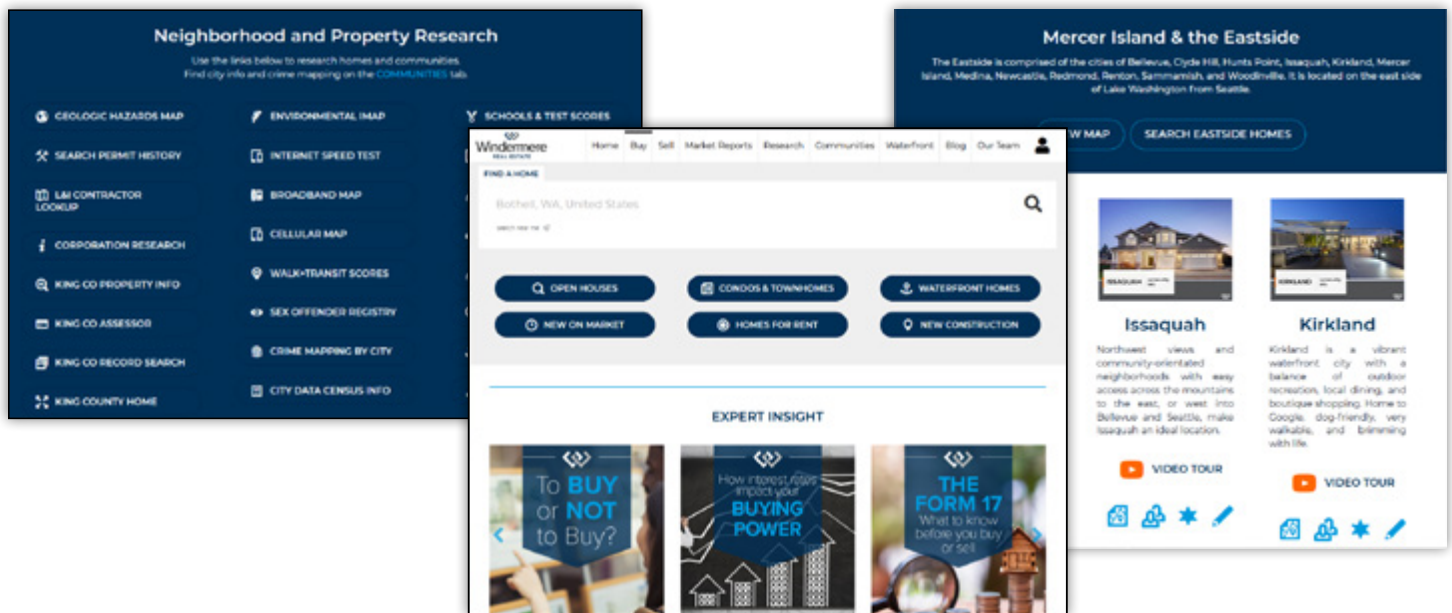 Neighborhood and Property Research
Use the links below to research homes and communities.
Find city info and crime mapping on the COMMUNITIES tab.
GEOLOGIC HAZARDS MAP
ENVIRONMENTAL IMAP
SCHOOLS & TEST SCORES
SEARCH PERMIT HISTORY
INTERNET SPEED TEST
L&I CONTRACTOR
LOOKUP
BROADBAND MAP
CORPORATION RESEARCH
CELLULAR MAP
KING CO PROPERTY INFO
WALK+TRANSIT SCORES
KING CO ASSESSOR
SEX OFFENDER REGISTRY
KING CO RECORD SEARCH
CRIME MAPPING BY CITY
KING COUNTY HOME
CITY DATA CENSUS INFO
Windermere
REAL ESTATE
Home Buy Sell Market Reports Research Communities Waterfront Blog Our Team
FIND A HOME
Bothell, WA, United States
search near me
OPEN HOUSES
CONDOS & TOWNHOMES
WATERFRONT HOMES
NEW ON MARKET
HOMES FOR RENT
NEW CONSTRUCTION
EXPERT INSIGHT
To BUY
or NOT
to Buy?
How interest rates
impact your
BUYING
POWER
THE
FORM 17
What to know
before you buy
or sell
Mercer Island & the Eastside
The Eastside is comprised of the cities of Bellevue, Clyde Hill, Hunts Point, Issaquah, Kirkland, Mercer
Island, Medina, Newcastle, Redmond, Renton, Sammamish, and Woodinville. It is located on the east side
of Lake Washington from Seattle.
W MAP
SEARCH EASTSIDE HOMES
ISSAQUAH
KIRKLAND
Issaquah
Northwest views and
community-orientated
neighborhoods with easy
access across the mountains
to the east, or west into
Bellevue and Seattle, make
Issaquah an ideal location.
VIDEO TOUR
Kirkland
Kirkland is a vibrant
waterfront city with a
balance of outdoor
recreation, local dining, and
boutique shopping. Home to
Google, dog-friendly, very
walkable, and brimming
with life.
VIDEO TOUR